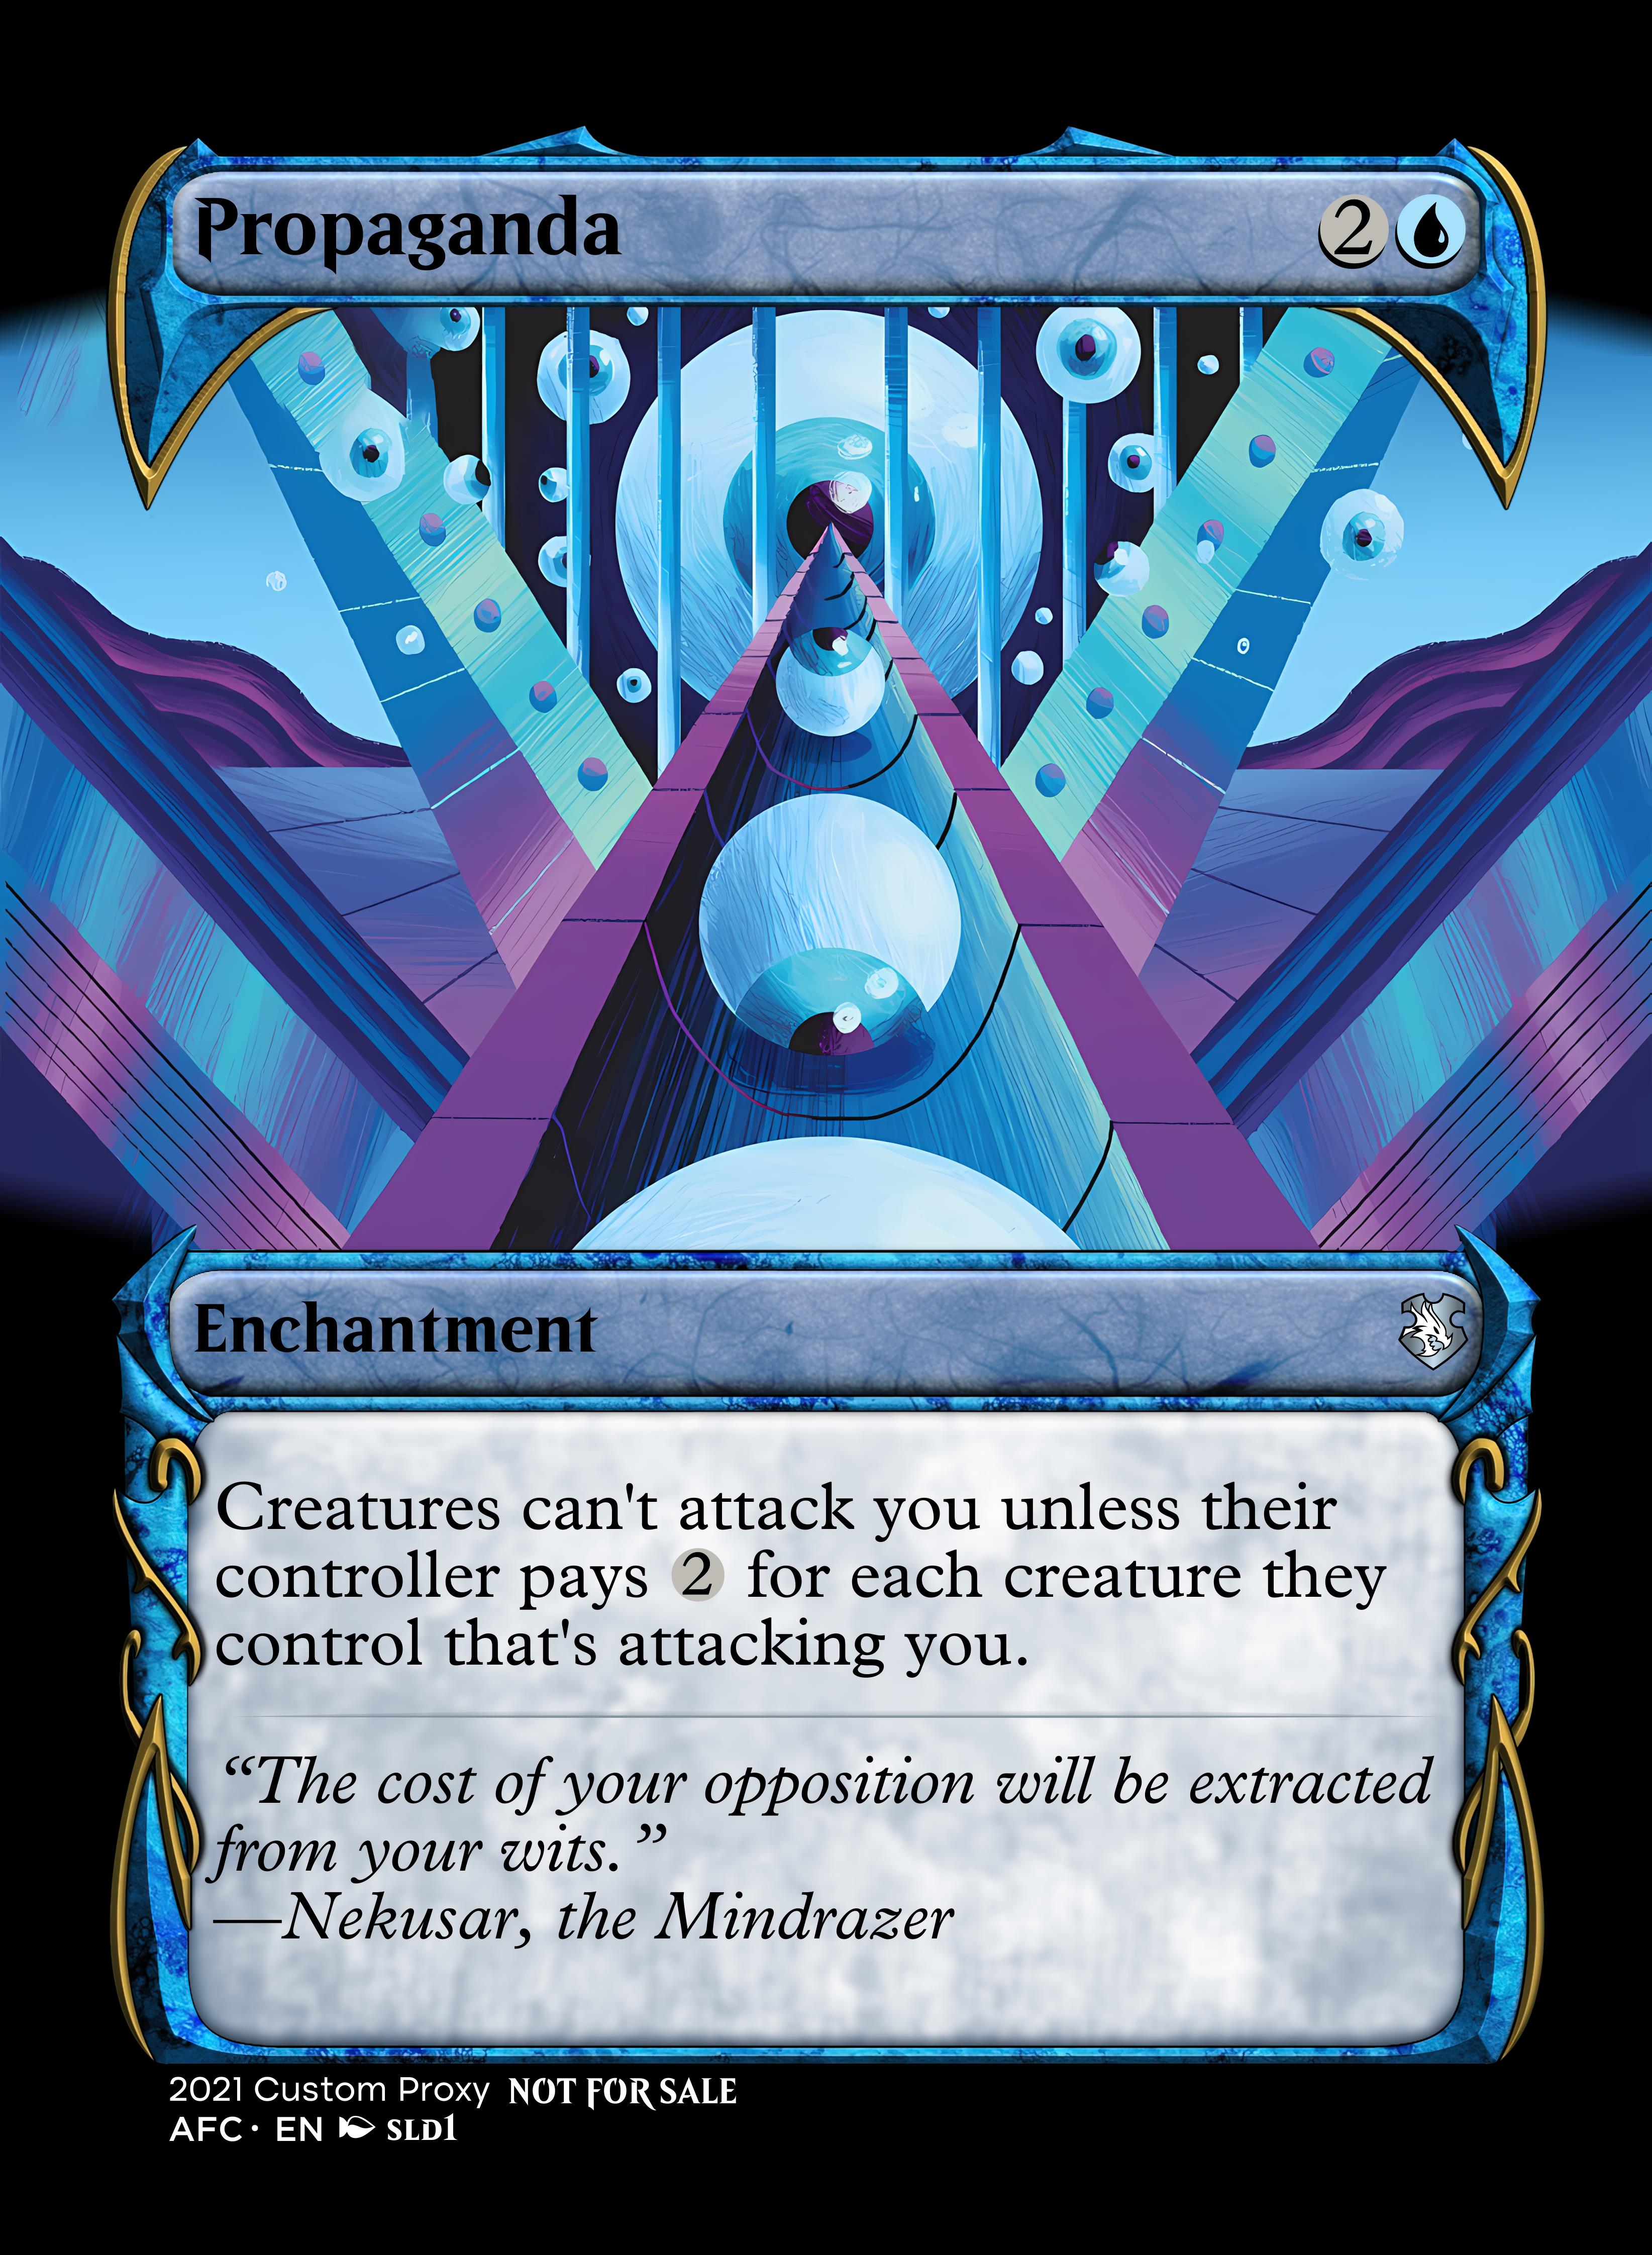 Propaganda 2
Enchantment
Creatures can't attack you unless their
controller pays 2 for each creature they
control that's attacking you.
“The cost of your opposition will be extracted
from your wits.”
—Nekusar, the Mindrazer
2021 Custom Proxy NOT FOR SALE
AFC • EN SLD1